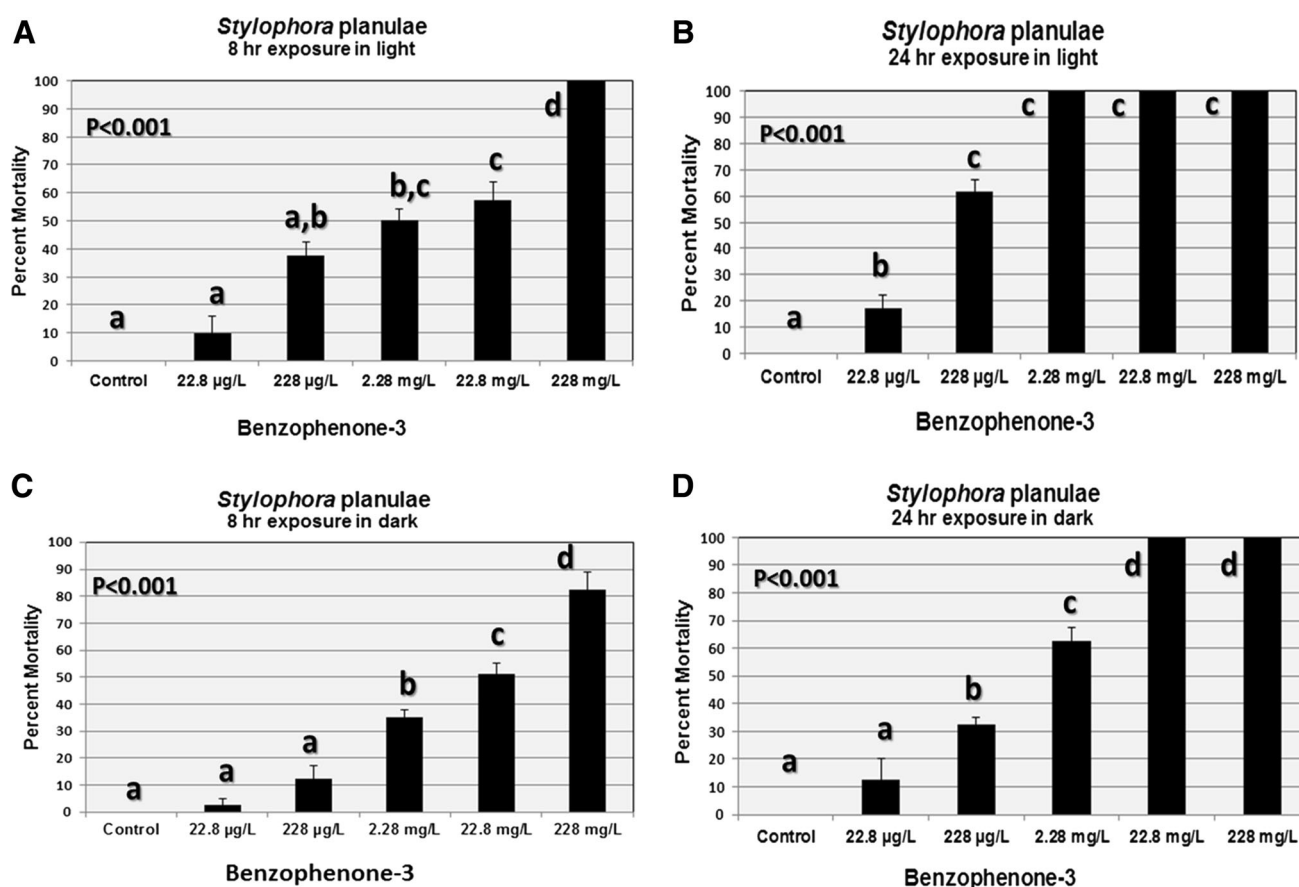 A
Stylophora planulae
8 hr exposure in light
100
90
80
70
60
50
40
30
20
10
0
Percent Mortality
P<0.001
a
a
a,b
b,c
c
d
Control 22.8 µg/L 228 µg/L 2.28 mg/L 22.8 mg/L 228 mg/L
Benzophenone-3
B
Stylophora planulae
24 hr exposure in light
100
90
80
70
60
50
40
30
20
10
0
Percent Mortality
P<0.001
a
b
c
c
c
c
Control 22.8 µg/L 228 µg/L 2.28 mg/L 22.8 mg/L 228 mg/L
Benzophenone-3
C
Stylophora planulae
8 hr exposure in dark
100
90
80
70
60
50
40
30
20
10
0
Percent Mortality
P<0.001
a
a
a
b
c
d
Control 22.8 µg/L 228 µg/L 2.28 mg/L 22.8 mg/L 228 mg/L
Benzophenone-3
D
Stylophora planulae
24 hr exposure in dark
100
90
80
70
60
50
40
30
20
10
0
Percent Mortality
P<0.001
a
a
b
c
d
d
Control 22.8 µg/L 228 µg/L 2.28 mg/L 22.8 mg/L 228 mg/L
Benzophenone-3